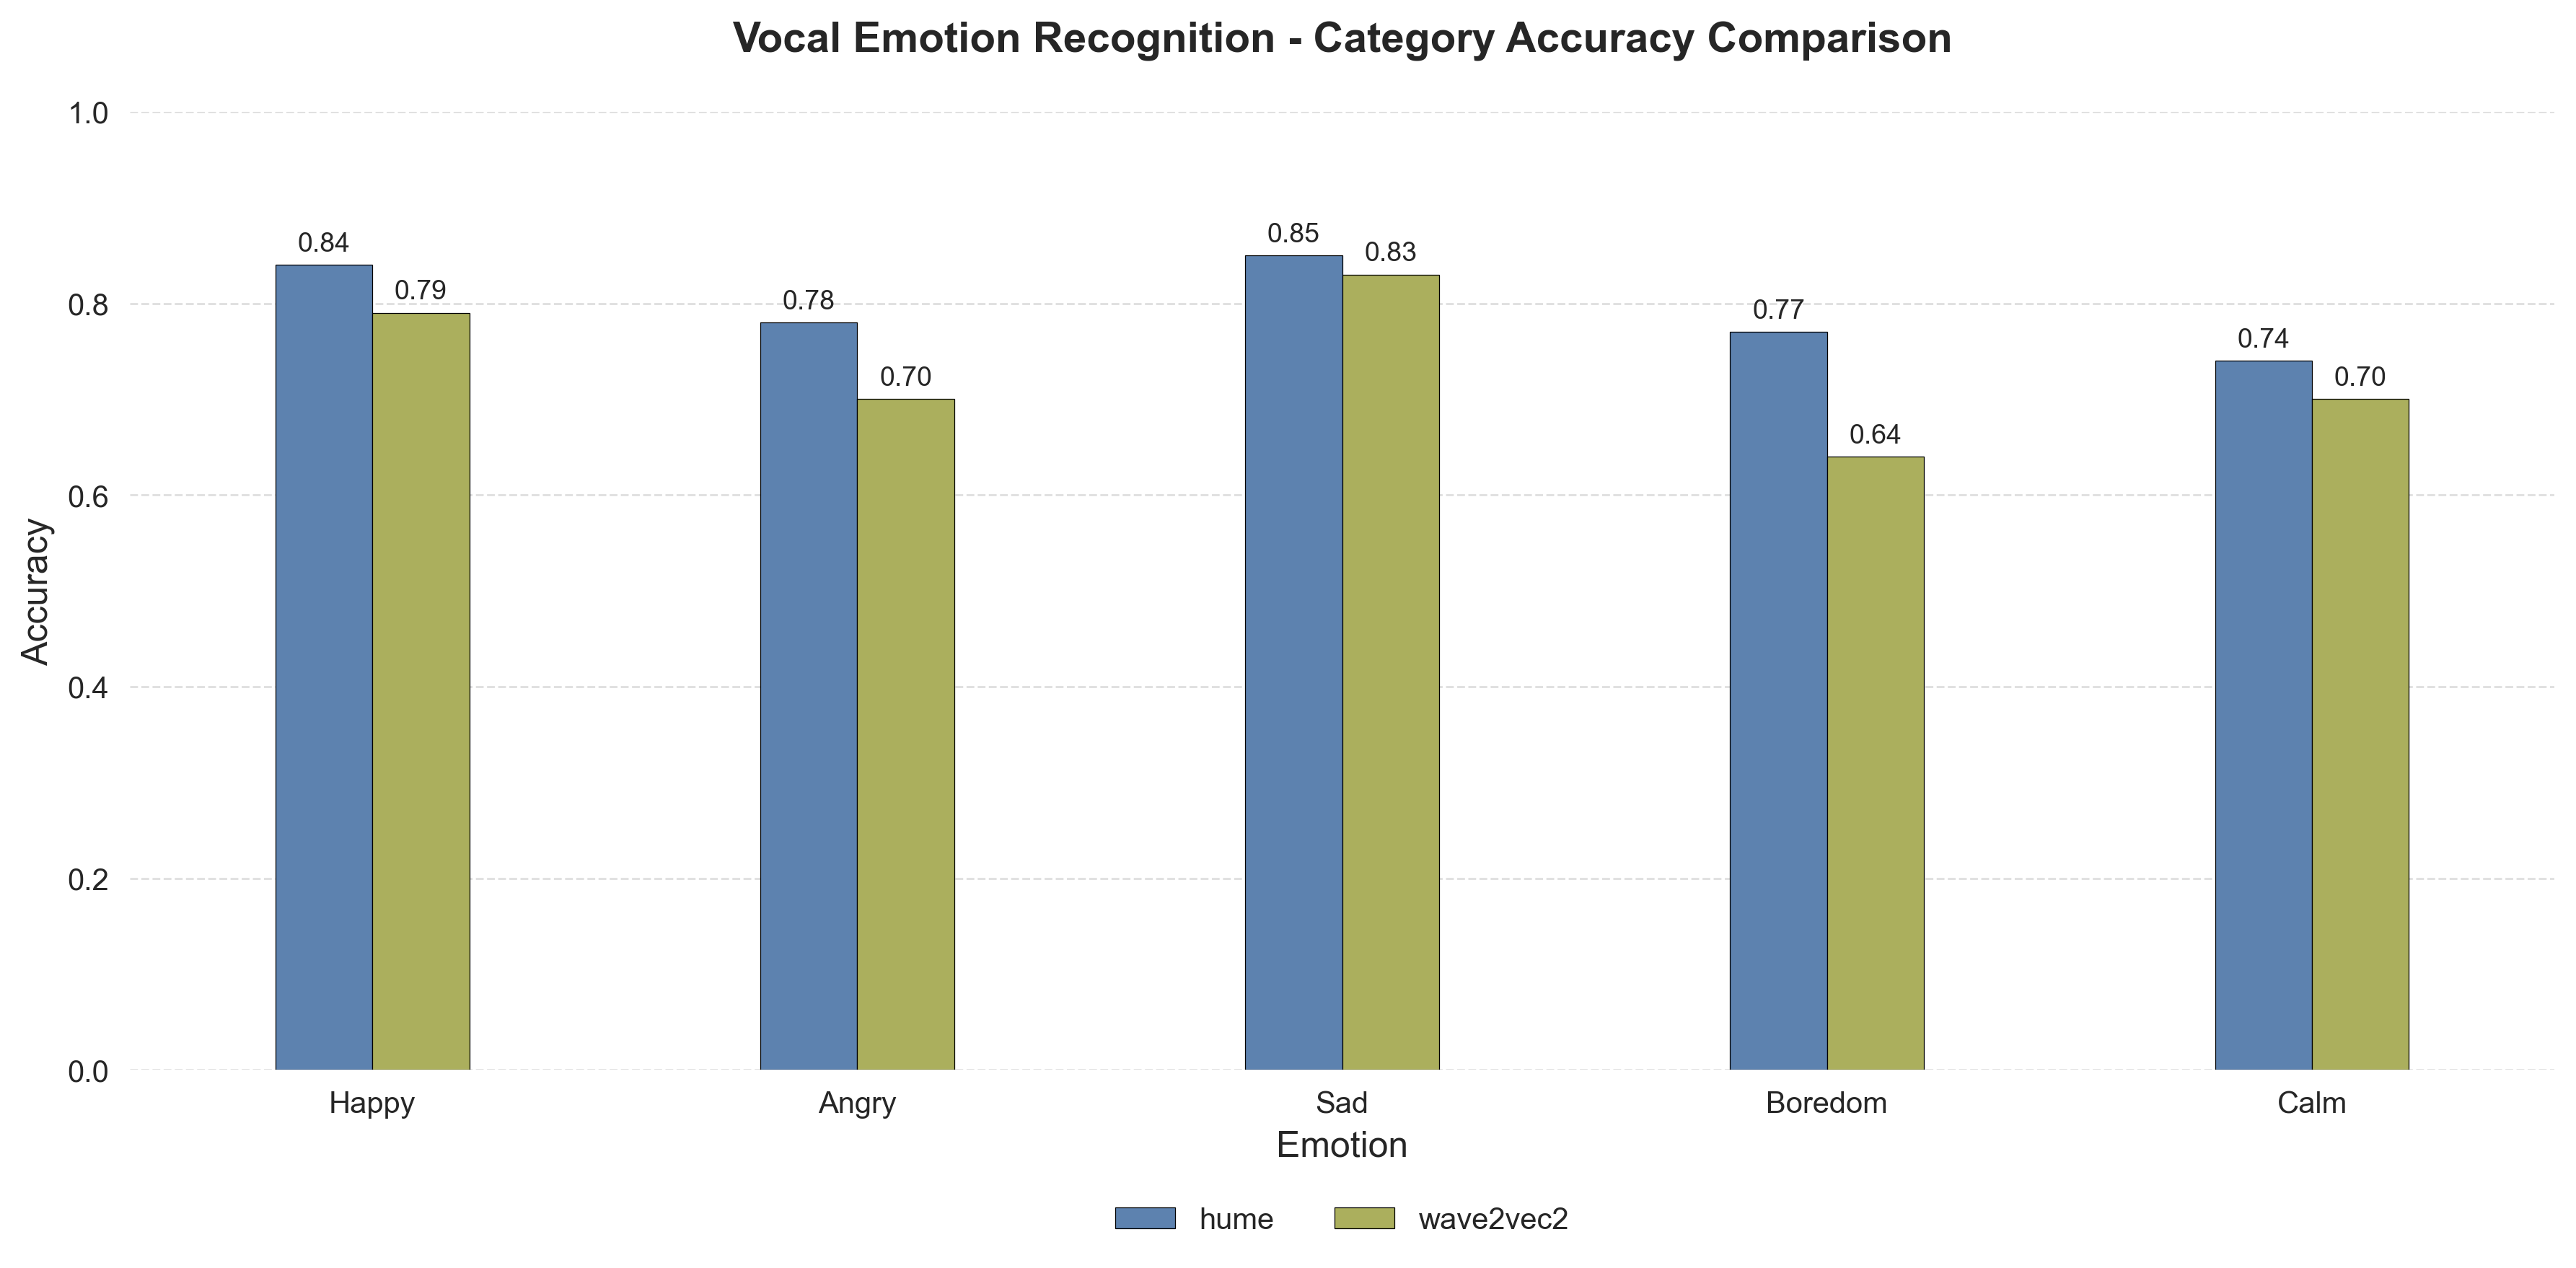 Vocal Emotion Recognition - Category Accuracy Comparison
Accuracy
1.0
0.8
0.6
0.4
0.2
0.0
0.84
0.79
0.78
0.70
0.85
0.83
0.77
0.64
0.74
0.70
Happy
Angry
Sad
Boredom
Calm
Emotion
hume
wave2vec2